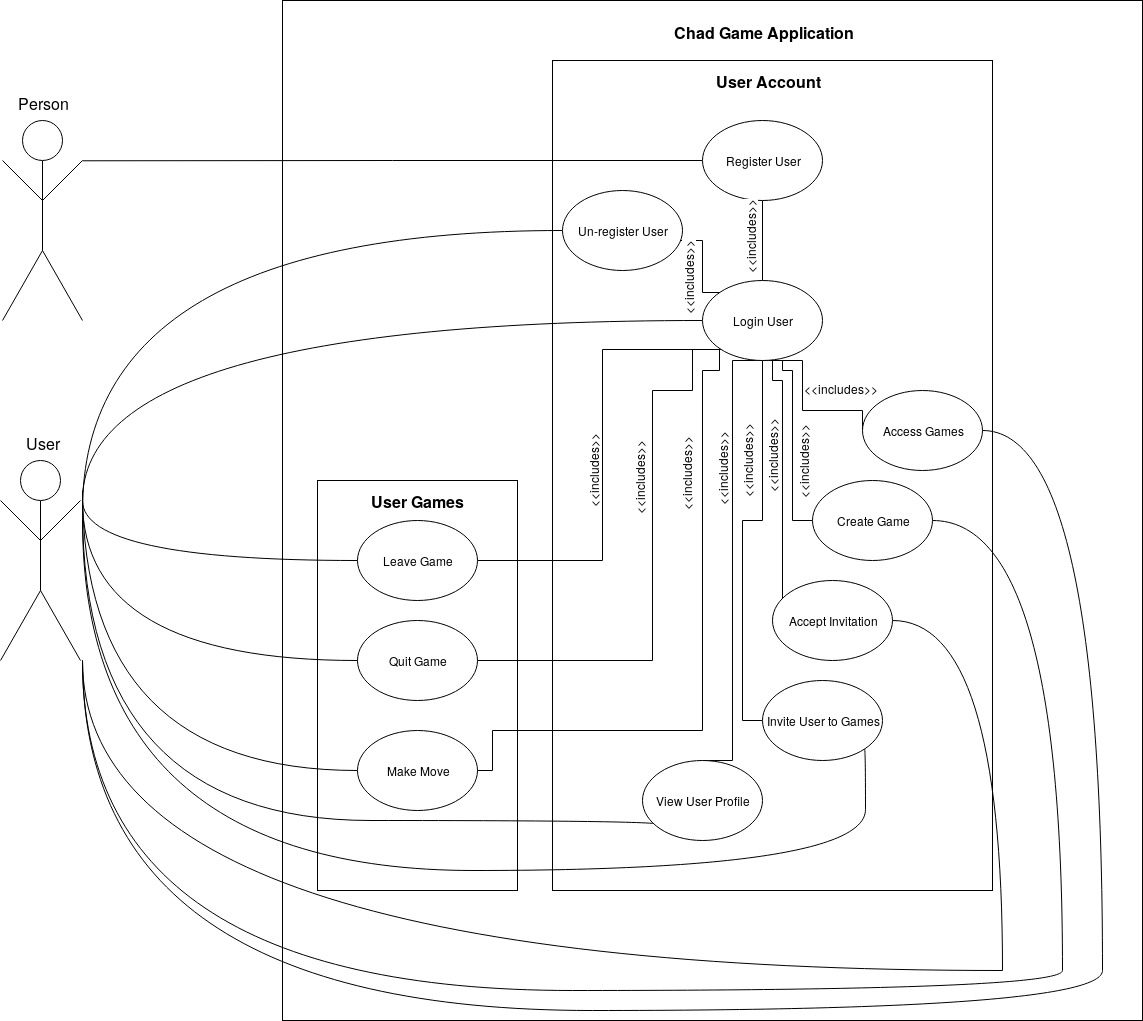 Chad Game Application
User Account
Person
Register User
<<includes>>
Un-register User
<<includes>>
Login User
<<includes>>
Access Games
User
<<includes>>
<<includes>>
<<includes>>
<<includes>>
<<includes>>
<<includes>>
<<includes>>
User Games
Create Game
Leave Game
Accept Invitation
Quit Game
Invite User to Games
Make Move
View User Profile